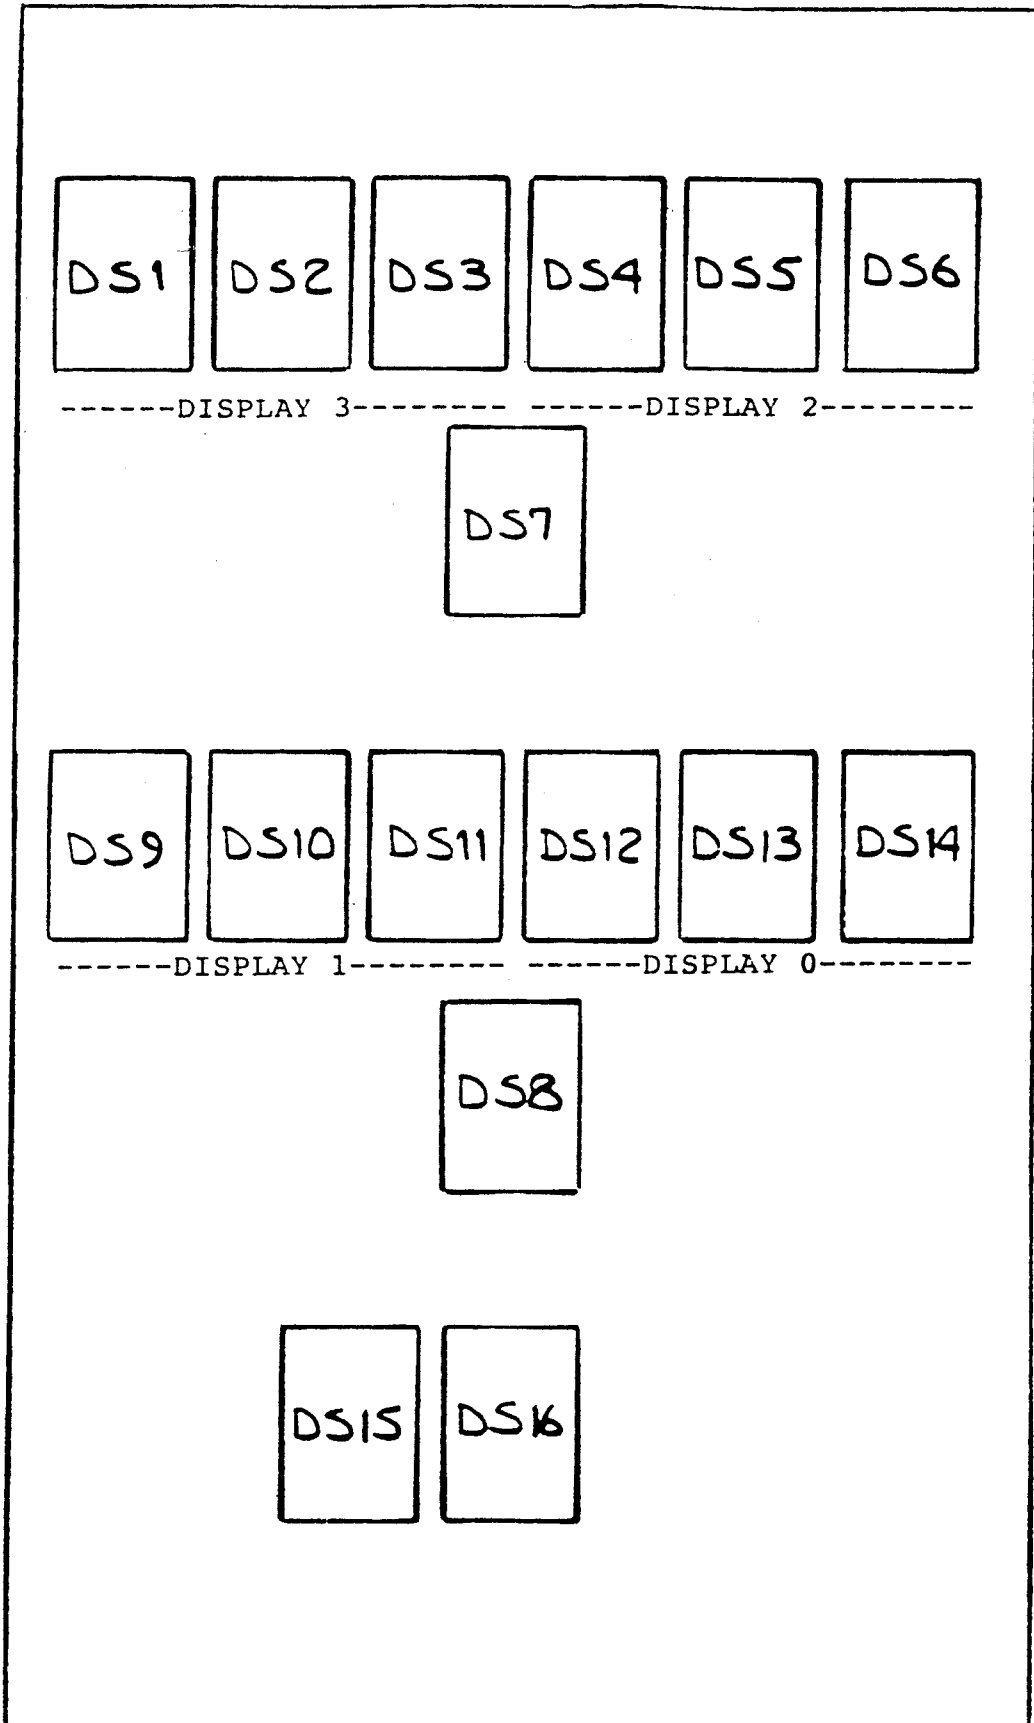 DS1 DS2 DS3 DS4 DS5 DS6
------DISPLAY 3-------- ------DISPLAY 2--------
DS7
DS9 DS10 DS11 DS12 DS13 DS14
------DISPLAY 1-------- ------DISPLAY 0--------
DS8
DS15 DS16